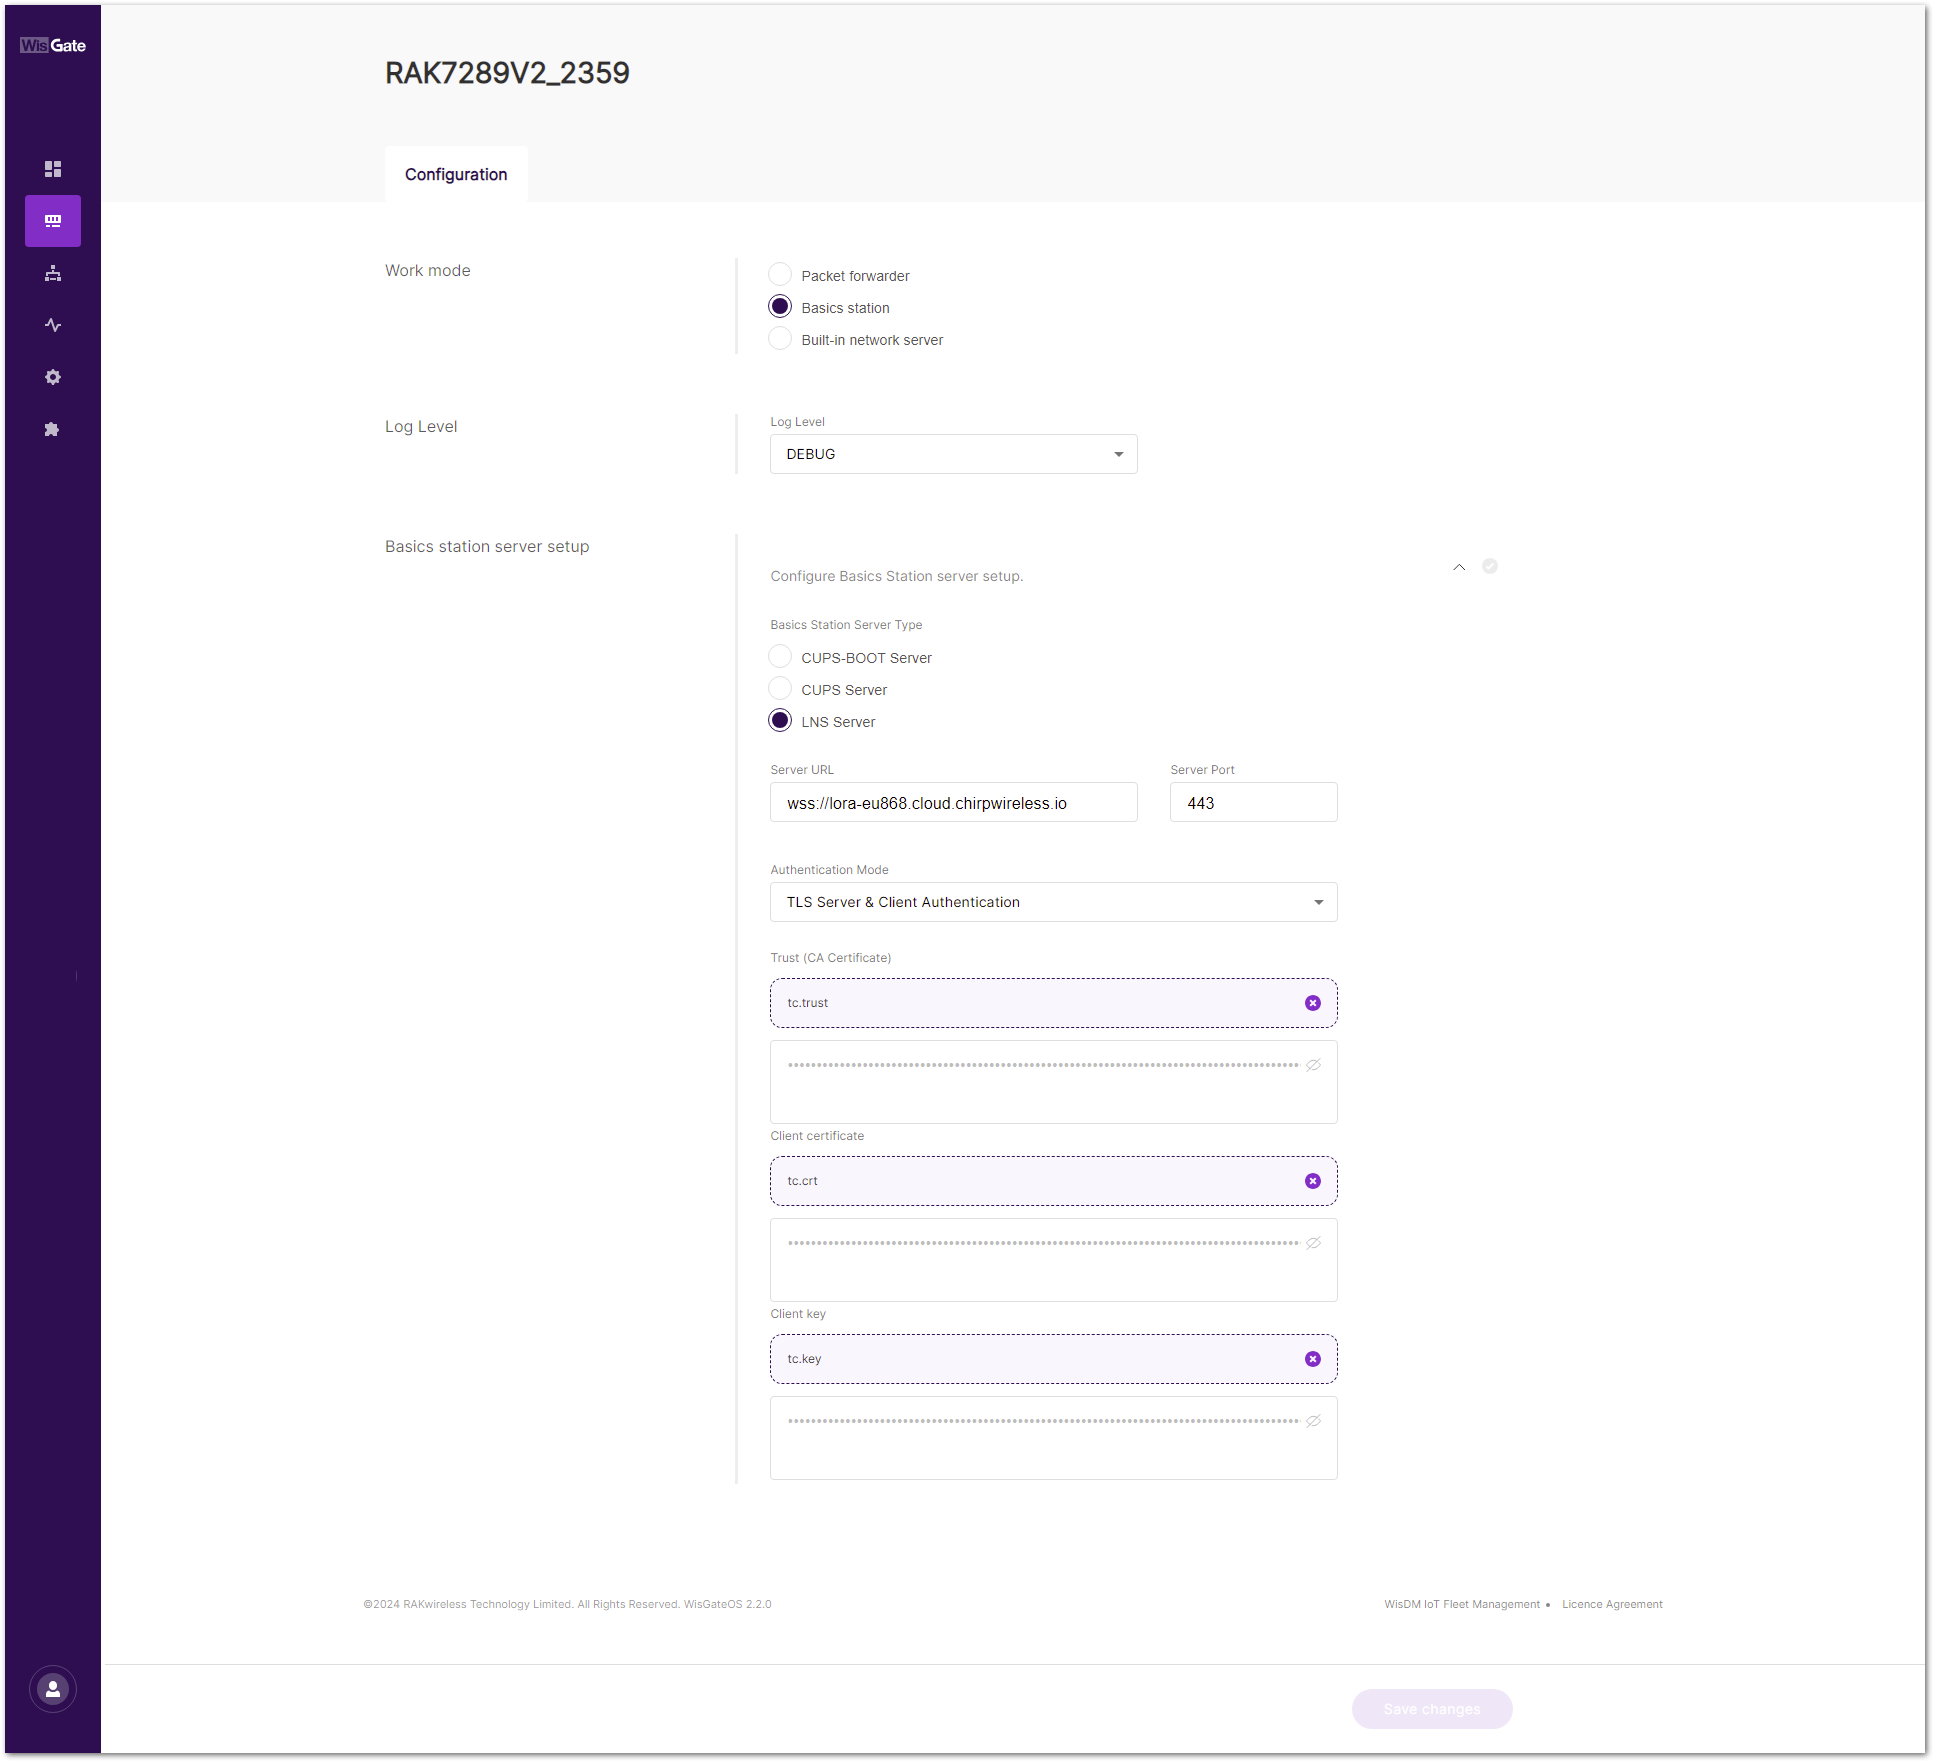 WisGate
RAK7289V2_2359
Configuration
Work mode
Packet forwarder
Basics station
Built-in network server
Log Level
Log Level
DEBUG
Basics station server setup
Configure Basics Station server setup.
Basics Station Server Type
CUPS-BOOT Server
CUPS Server
LNS Server
Server URL
Server Port
wss://lora-eu868.cloud.chirpwireless.io
443
Authentication Mode
TLS Server & Client Authentication
Trust (CA Certificate)
tc.trust
Client certificate
tc.crt
Client key
tc.key
©2024 RAKwireless Technology Limited. All Rights Reserved. WisGateOS 2.2.0
WisDM IoT Fleet Management • Licence Agreement
Save changes